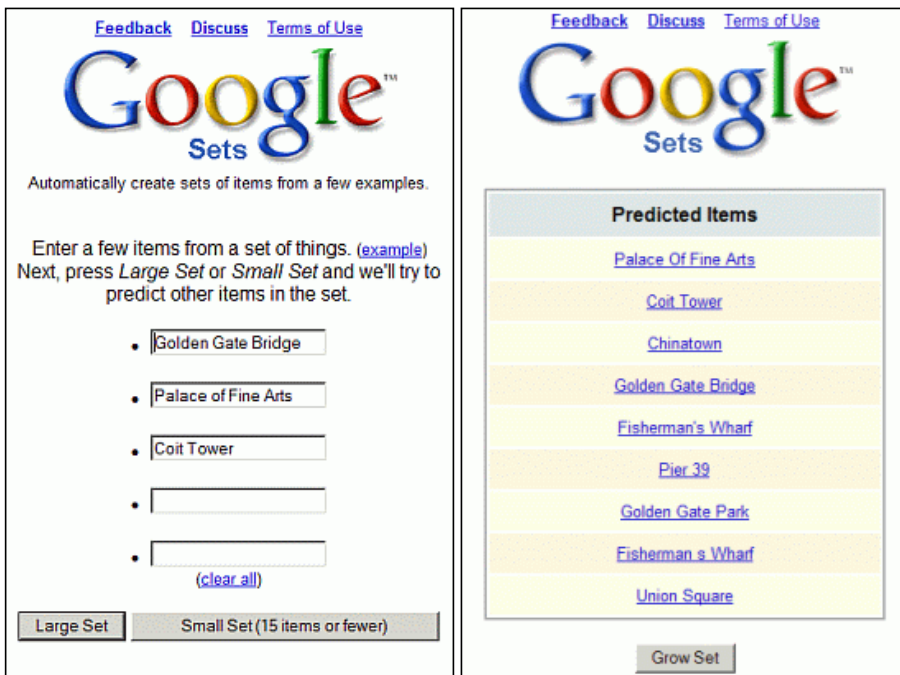 Feedback Discuss Terms of Use
Google™
Sets
Automatically create sets of items from a few examples.
Enter a few items from a set of things. (example)
Next, press Large Set or Small Set and we'll try to
predict other items in the set.
Golden Gate Bridge
Palace of Fine Arts
Coit Tower
(clear all)
Large Set Small Set (15 items or fewer)
Feedback Discuss Terms of Use
Google™
Sets
Predicted Items
Palace Of Fine Arts
Coit Tower
Chinatown
Golden Gate Bridge
Fisherman's Wharf
Pier 39
Golden Gate Park
Fisherman s Wharf
Union Square
Grow Set